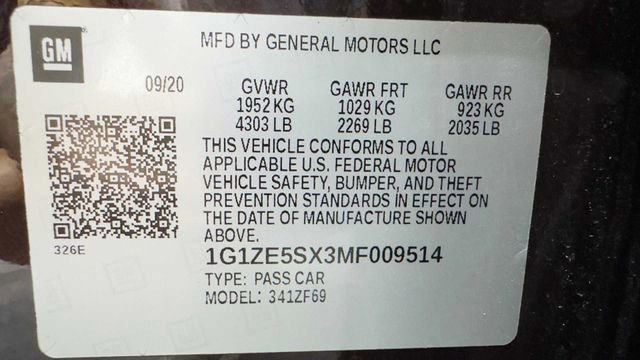 GM
MFD BY GENERAL MOTORS LLC
09/20
GVWR GAWR FRT GAWR RR
1952 KG 1029 KG 923 KG
4303 LB 2269 LB 2035 LB
THIS VEHICLE CONFORMS TO ALL
APPLICABLE U.S. FEDERAL MOTOR
VEHICLE SAFETY, BUMPER, AND THEFT
PREVENTION STANDARDS IN EFFECT ON
THE DATE OF MANUFACTURE SHOWN
ABOVE.
326E
1G1ZE5SX3MF009514
TYPE: PASS CAR
MODEL: 341ZF69